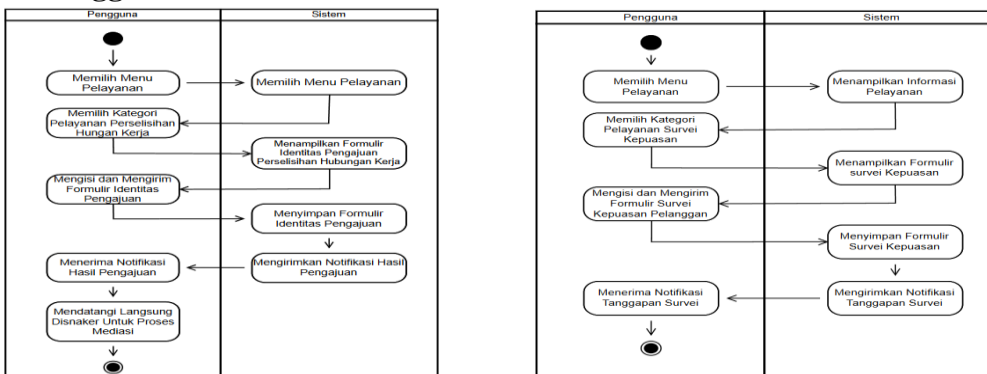 Pengguna
Sistem
Memilih Menu
Pelayanan
Memilih Menu Pelayanan
Memilih Kategori
Pelayanan Perselisihan
Hungan Kerja
Menampilkan Formulir
Identitas Pengajuan
Perselisihan Hubungan Kerja
Mengisi dan Mengirim
Formulir Identitas
Pengajuan
Menyimpan Formulir
Identitas Pengajuan
Mengirimkan Notifikasi Hasil
Pengajuan
Menerima Notifikasi
Hasil Pengajuan
Mendatangi Langsung
Disnaker Untuk Proses
Mediasi
Pengguna
Sistem
Memilih Menu
Pelayanan
Menampilkan Informasi
Pelayanan
Memilih Kategori
Pelayanan Survei
Kepuasan
Menampilkan Formulir
survei Kepuasan
Mengisi dan Mengirim
Formulir Survei
Kepuasan Pelanggan
Menyimpan Formulir
Survei Kepuasan
Mengirimkan Notifikasi
Tanggapan Survei
Menerima Notifikasi
Tanggapan Survei